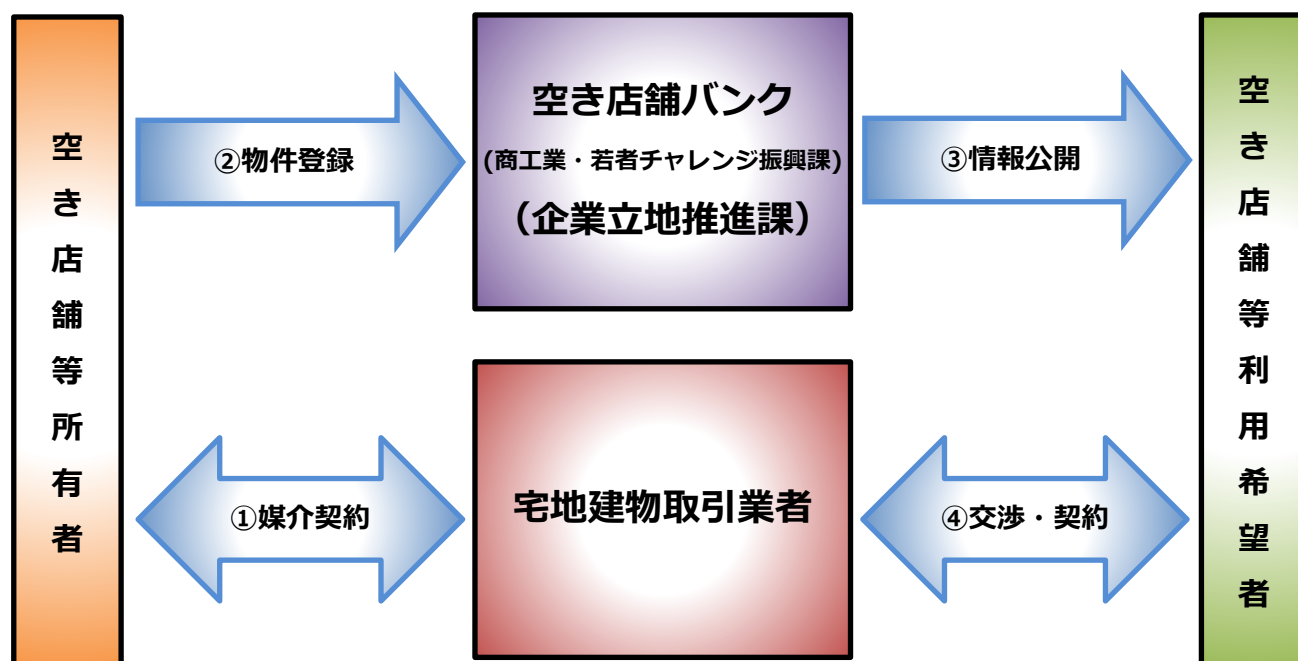 空き店舗等所有者
②物件登録
空き店舗バンク
(商工業・若者チャレンジ振興課)
（企業立地推進課）
③情報公開
①媒介契約
宅地建物取引業者
④交渉・契約
空き店舗等利用希望者